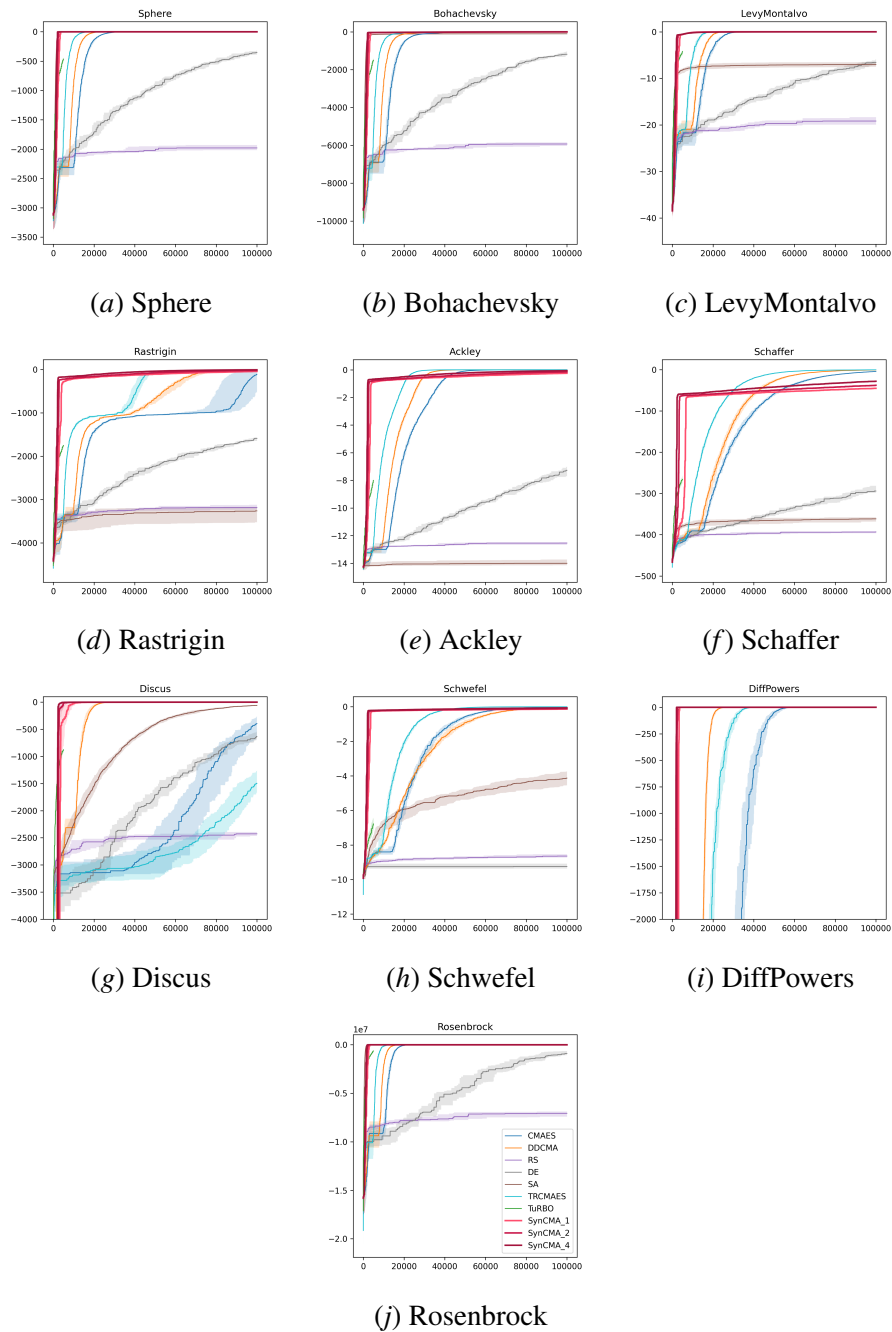 Sphere Bohachevsky LevyMontalvo
0 0 0
−500 −2000 −10
−1000 −4000 −20
−1500 −6000 −30
−2000 −8000 −40
−2500 −10000
−3000
−3500
0 20000 40000 60000 80000 100000 0 20000 40000 60000 80000 100000 0 20000 40000 60000 80000 100000
(a) Sphere (b) Bohachevsky (c) LevyMontalvo
Rastrigin Ackley Schaffer
0 0 0
−1000 −2 −100
−2000 −4 −200
−3000 −6 −300
−4000 −8 −400
−10 −500
−12
−14
0 20000 40000 60000 80000 100000 0 20000 40000 60000 80000 100000 0 20000 40000 60000 80000 100000
(d) Rastrigin (e) Ackley (f) Schaffer
Discus Schwefel DiffPowers
0 0 0
−500 −2 −250
−1000 −4 −500
−1500 −6 −750
−2000 −8 −1000
−2500 −10 −1250
−3000 −12 −1500
−3500 −1750
−4000 −2000
0 20000 40000 60000 80000 100000 0 20000 40000 60000 80000 100000 0 20000 40000 60000 80000 100000
(g) Discus (h) Schwefel (i) DiffPowers
1e7 Rosenbrock
0.0
−0.5
−1.0
−1.5
−2.0
CMAES
DDCMA
RS
DE
SA
TRCMAES
TuRBO
SynCMA_1
SynCMA_2
SynCMA_4
0 20000 40000 60000 80000 100000
(j) Rosenbrock